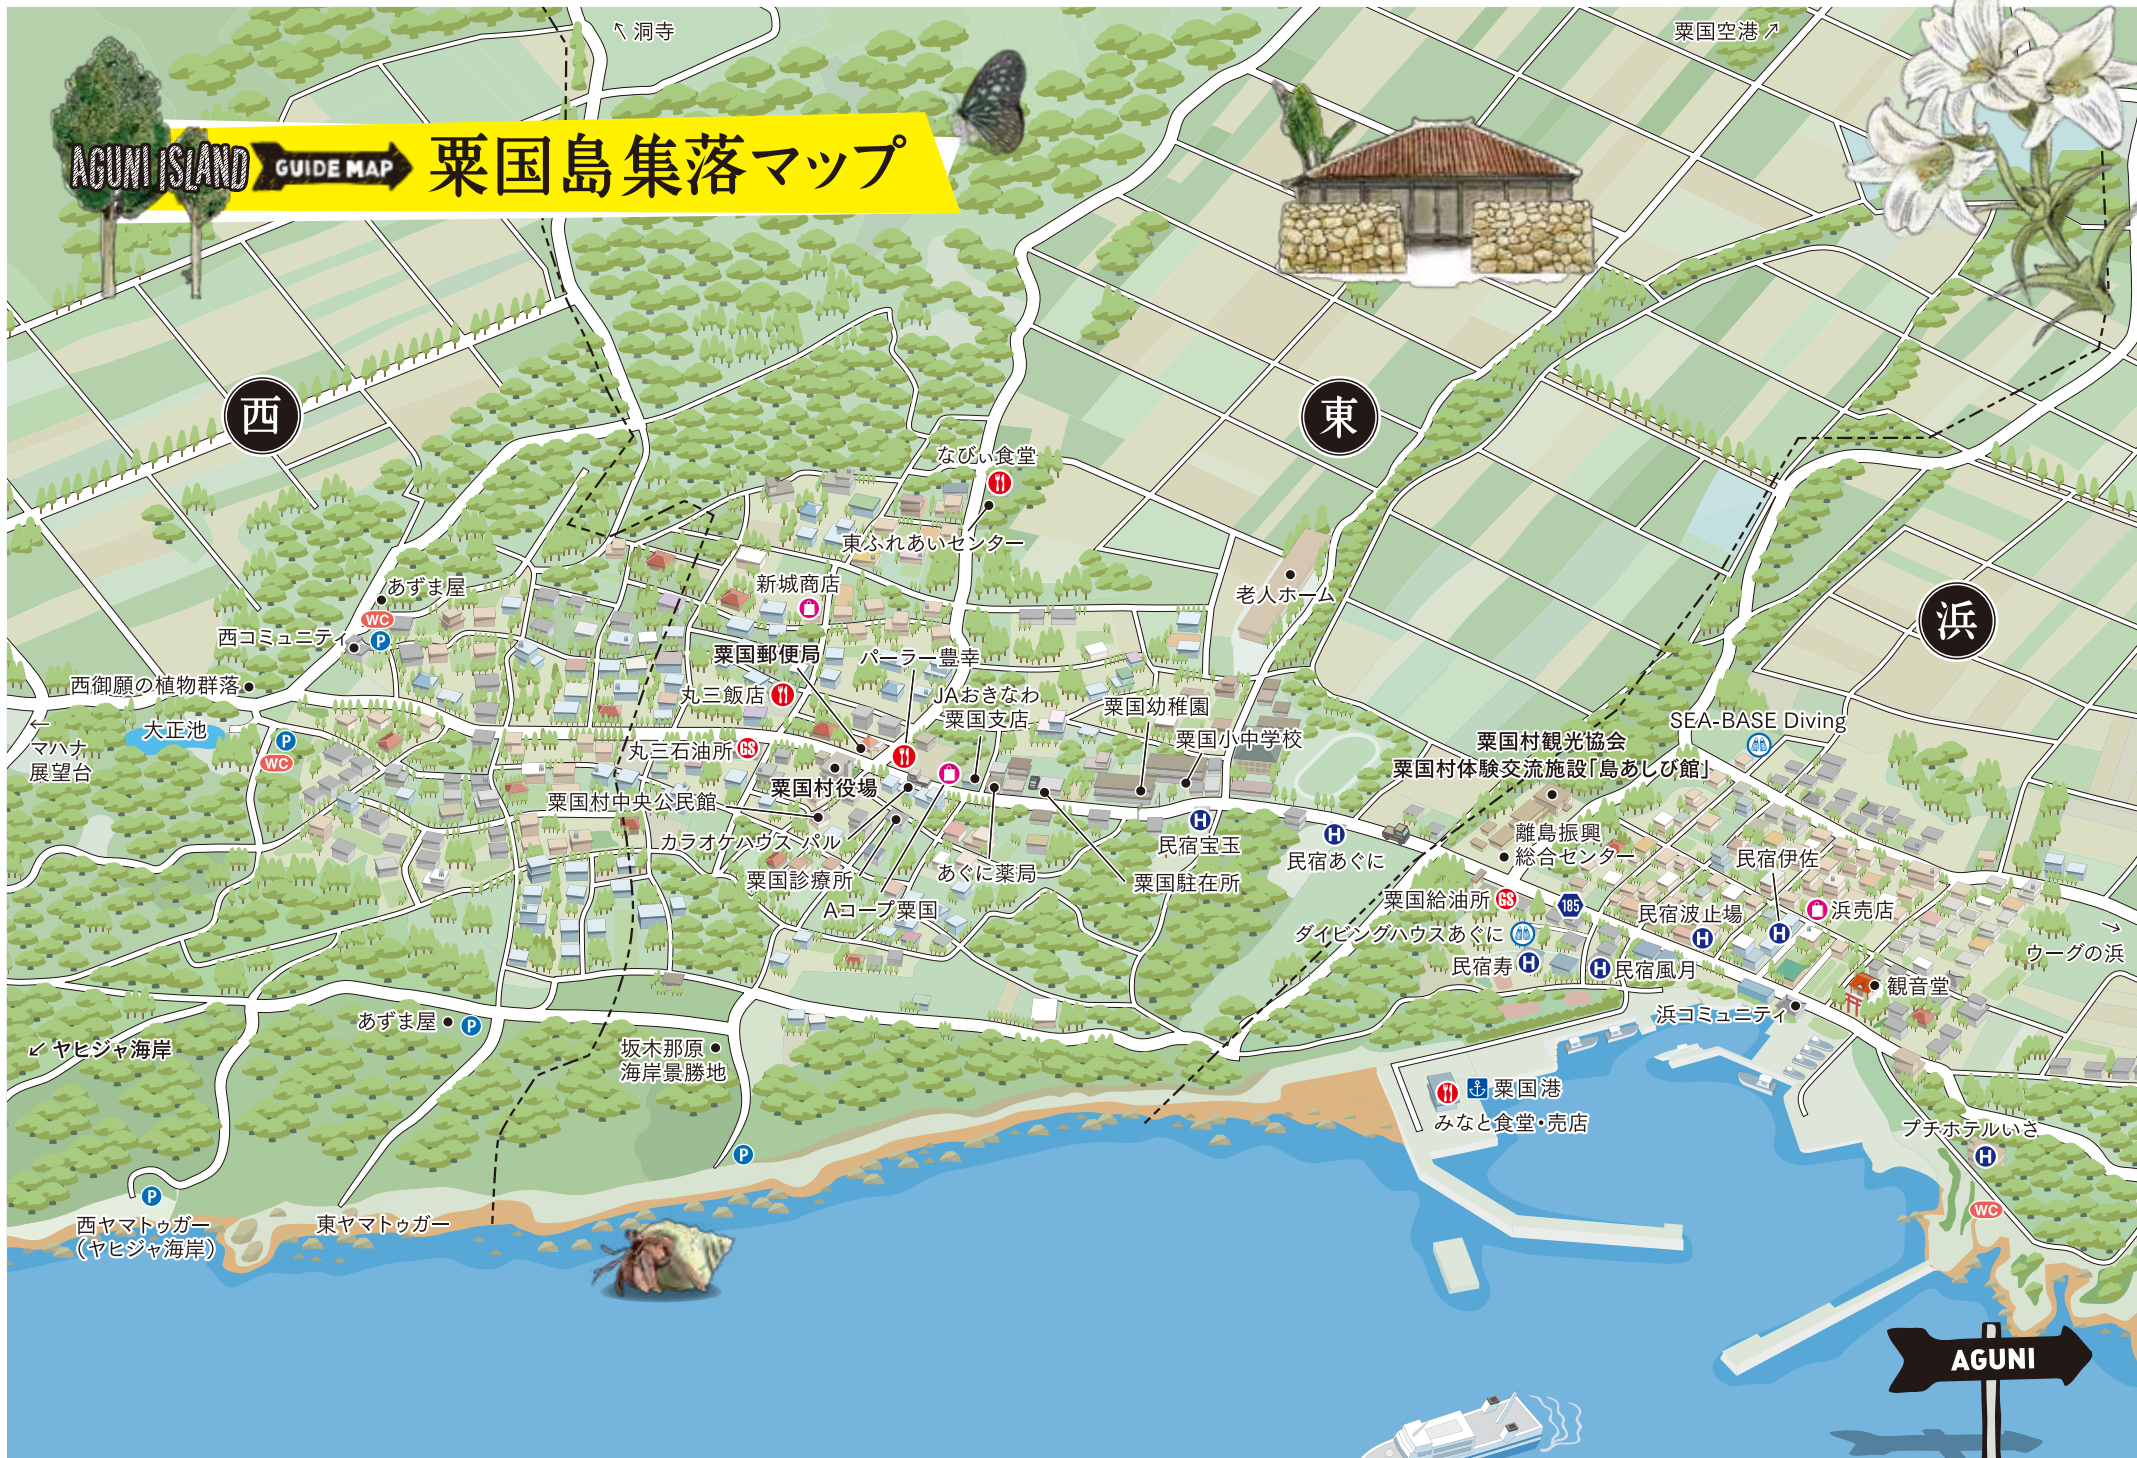 ↖ 洞寺
粟国空港 ↗
AGUNI ISLAND
GUIDE MAP
粟国島集落マップ
西
東
浜
なびぃ食堂
東ふれあいセンター
新城商店
老人ホーム
あずま屋
WC
P
西コミュニティ
西御願の植物群落
大正池
P
WC
←
マハナ
展望台
粟国郵便局
パーラー豊幸
丸三飯店
JAおきなわ
粟国支店
粟国幼稚園
粟国小中学校
丸三石油所
GS
粟国村役場
粟国村中央公民館
カラオケハウス パル
粟国診療所
Aコープ粟国
あぐに薬局
粟国駐在所
H
民宿宝玉
H
民宿あぐに
SEA-BASE Diving
粟国村観光協会
粟国村体験交流施設「島あしび館」
離島振興
総合センター
民宿伊佐
H
粟国給油所
GS
185
民宿波止場
H
浜売店
ダイビングハウスあぐに
民宿寿
H
H
民宿風月
→
ウーグの浜
観音堂
浜コミュニティ
あずま屋
P
↙ ヤヒジャ海岸
坂木那原
海岸景勝地
P
粟国港
みなと食堂・売店
プチホテルいさ
H
WC
P
西ヤマトゥガー
（ヤヒジャ海岸）
東ヤマトゥガー
AGUNI